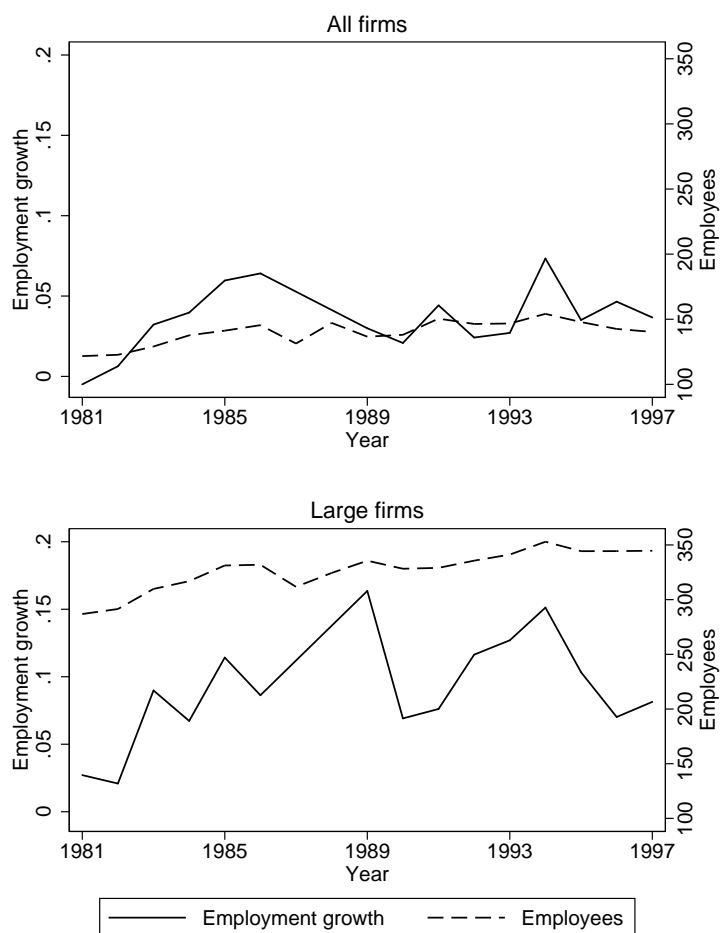 All firms
Employment growth
.2
.15
.1
.05
0
350
300
250
200
150
100
Employees
1981 1985 1989 1993 1997
Year
Large firms
Employment growth
.2
.15
.1
.05
0
350
300
250
200
150
100
Employees
1981 1985 1989 1993 1997
Year
Employment growth Employees